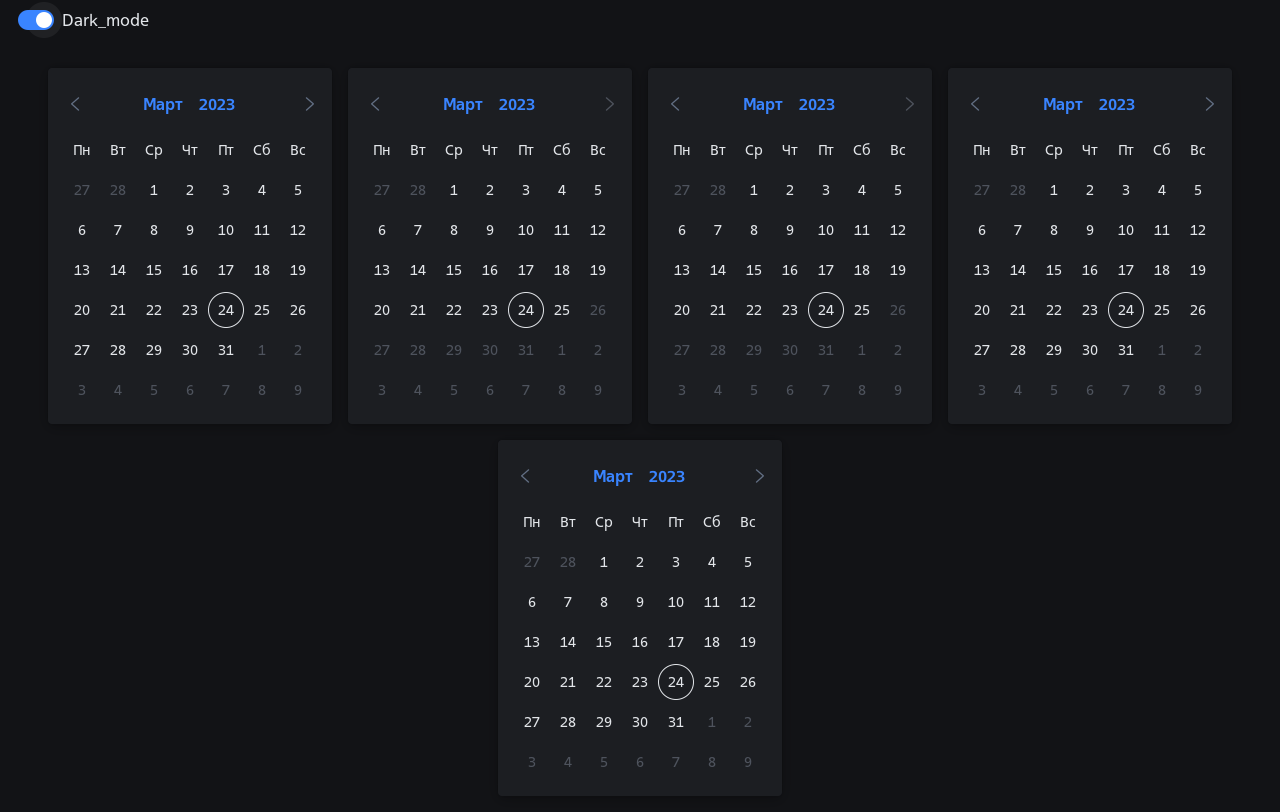 Dark_mode
Март 2023 Март 2023 Март 2023 Март 2023
Пн Вт Ср Чт Пт Сб Вс Пн Вт Ср Чт Пт Сб Вс Пн Вт Ср Чт Пт Сб Вс Пн Вт Ср Чт Пт Сб Вс
27 28 1 2 3 4 5 27 28 1 2 3 4 5 27 28 1 2 3 4 5 27 28 1 2 3 4 5
6 7 8 9 10 11 12 6 7 8 9 10 11 12 6 7 8 9 10 11 12 6 7 8 9 10 11 12
13 14 15 16 17 18 19 13 14 15 16 17 18 19 13 14 15 16 17 18 19 13 14 15 16 17 18 19
20 21 22 23 24 25 26 20 21 22 23 24 25 26 20 21 22 23 24 25 26 20 21 22 23 24 25 26
27 28 29 30 31 1 2 27 28 29 30 31 1 2 27 28 29 30 31 1 2 27 28 29 30 31 1 2
3 4 5 6 7 8 9 3 4 5 6 7 8 9 3 4 5 6 7 8 9 3 4 5 6 7 8 9
Март 2023
Пн Вт Ср Чт Пт Сб Вс
27 28 1 2 3 4 5
6 7 8 9 10 11 12
13 14 15 16 17 18 19
20 21 22 23 24 25 26
27 28 29 30 31 1 2
3 4 5 6 7 8 9